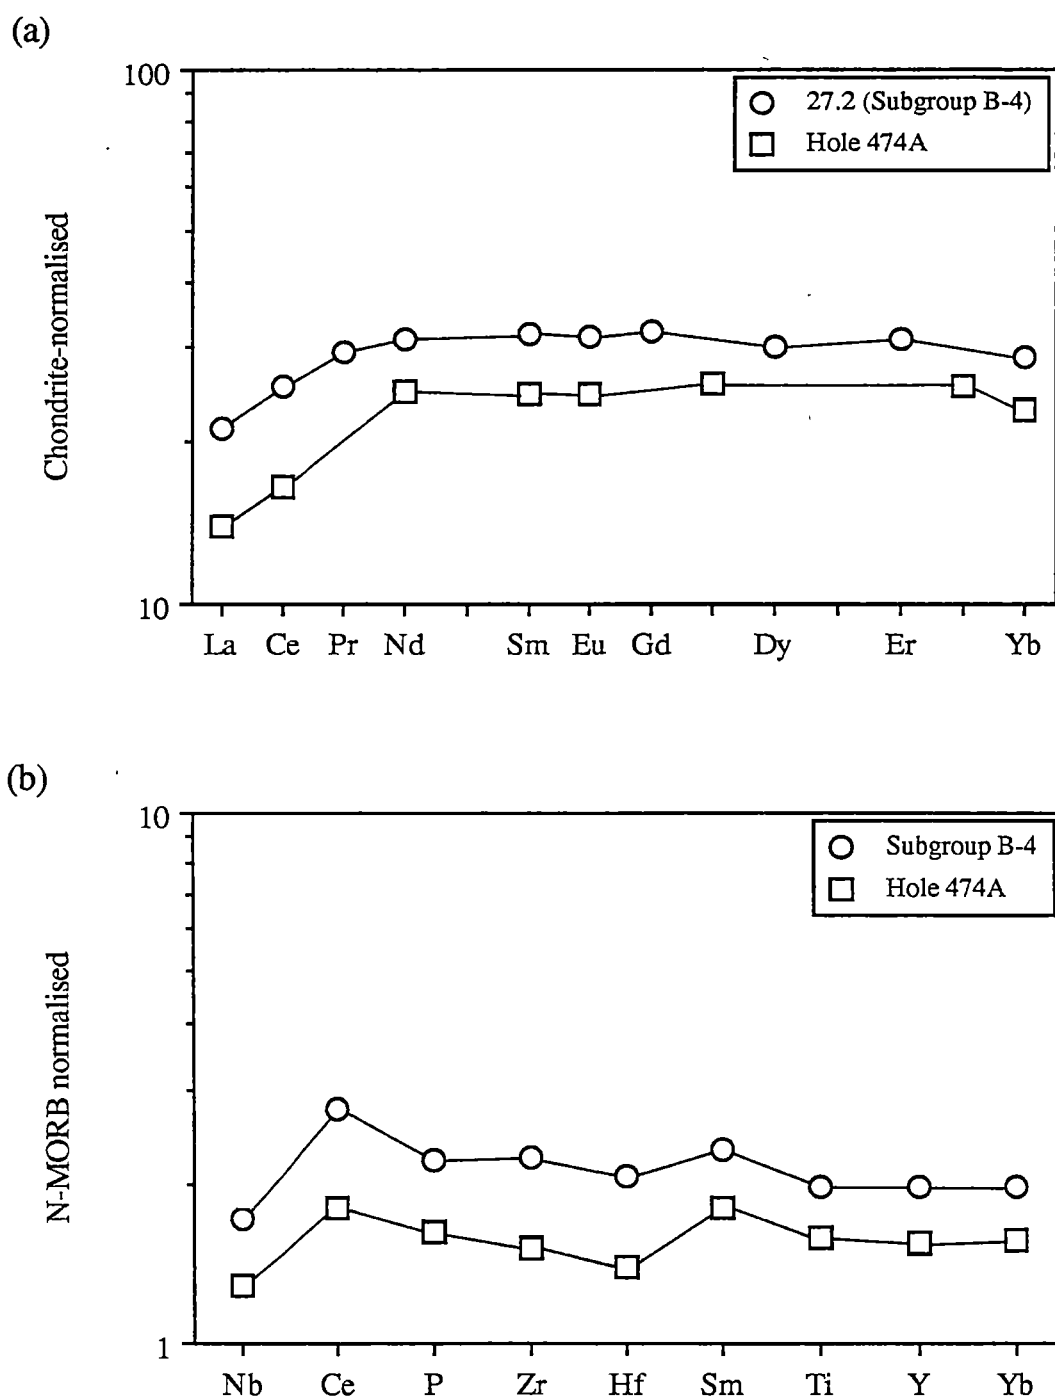 (a)
100
27.2 (Subgroup B-4)
Hole 474A
Chondrite-normalised
10
La Ce Pr Nd Sm Eu Gd Dy Er Yb
(b)
10
Subgroup B-4
Hole 474A
N-MORB normalised
1
Nb Ce P Zr Hf Sm Ti Y Yb